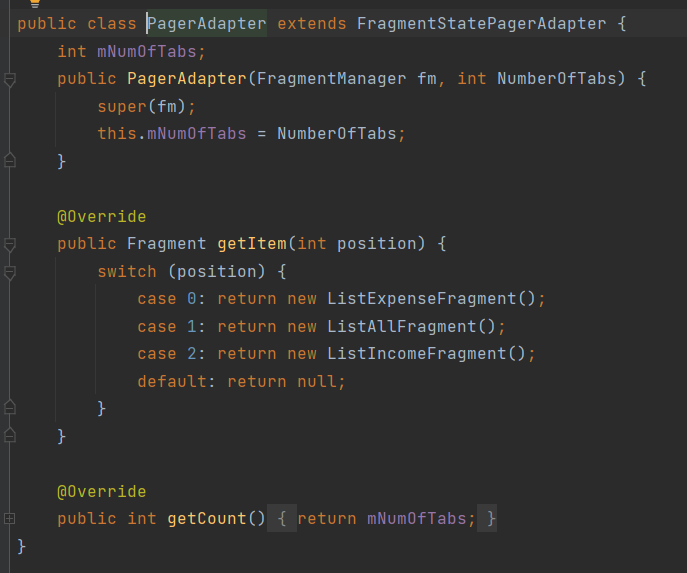 public class PagerAdapter extends FragmentStatePagerAdapter {
    int mNumOfTabs;
    public PagerAdapter(FragmentManager fm, int NumberOfTabs) {
        super(fm);
        this.mNumOfTabs = NumberOfTabs;
    }

    @Override
    public Fragment getItem(int position) {
        switch (position) {
            case 0: return new ListExpenseFragment();
            case 1: return new ListAllFragment();
            case 2: return new ListIncomeFragment();
            default: return null;
        }
    }

    @Override
    public int getCount() { return mNumOfTabs; }
}